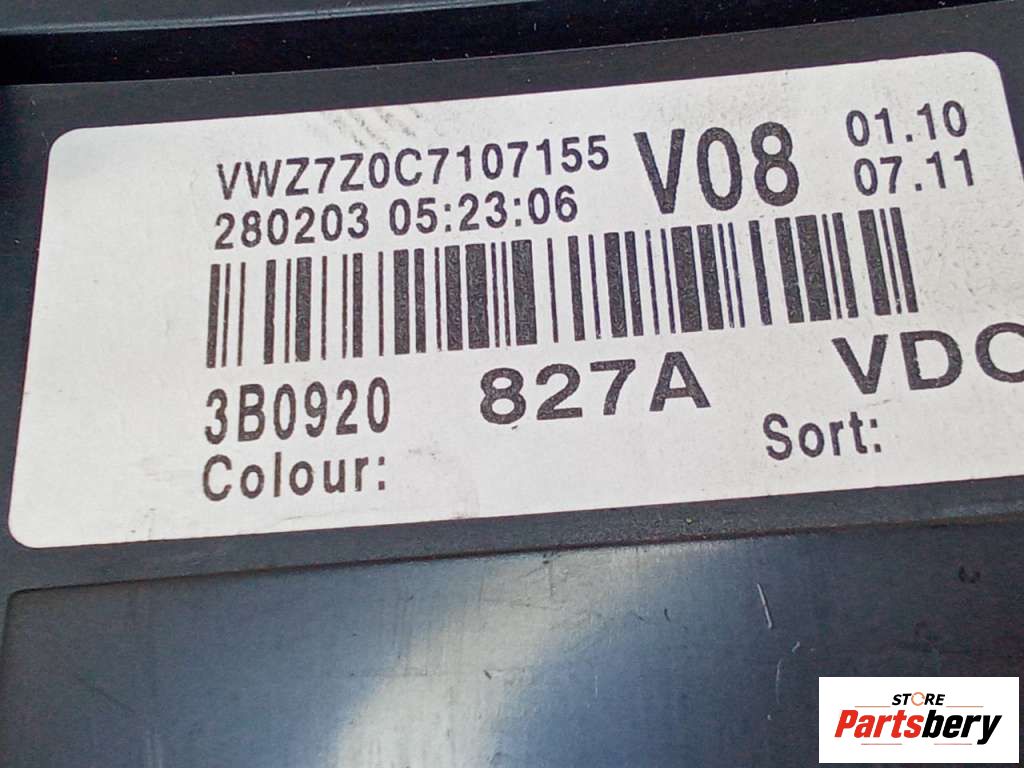 VWZ7Z0C7107155 V08 01.10
280203 05:23:06 07.11
3B0920 827A VDO
Colour: Sort:
STORE
Partsbery